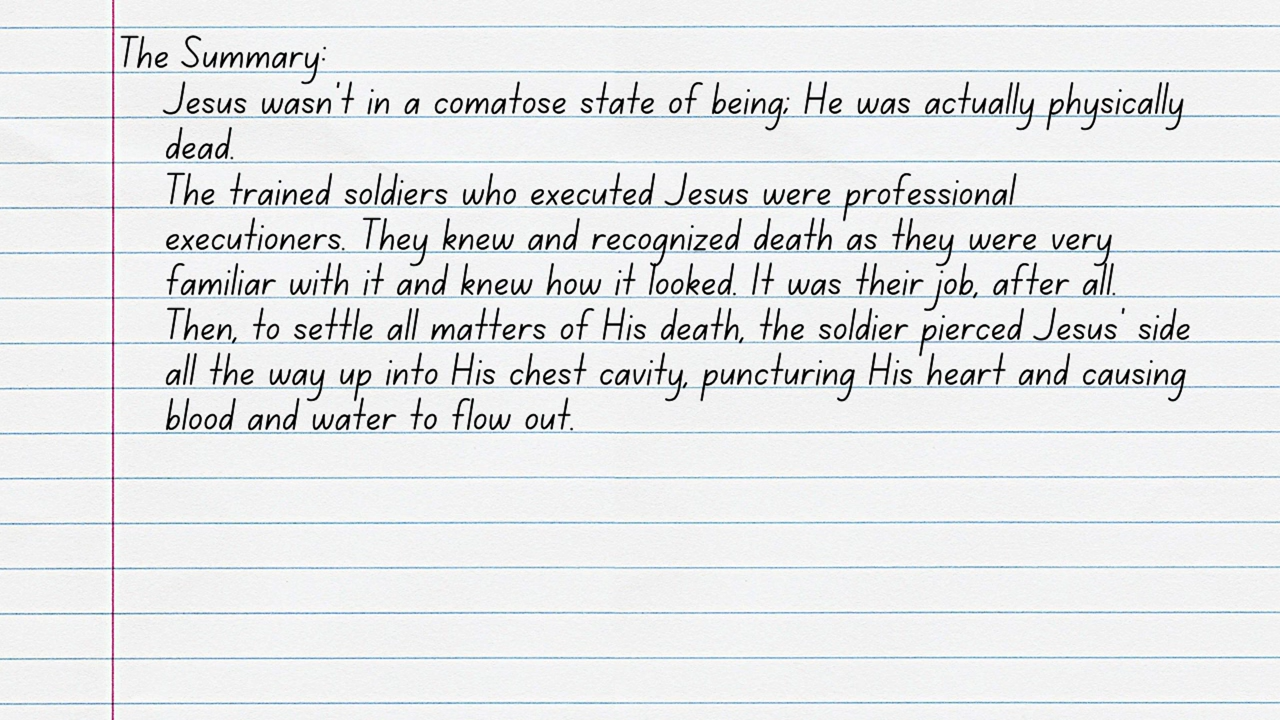 The Summary:
Jesus wasn't in a comatose state of being; He was actually physically
dead.
The trained soldiers who executed Jesus were professional
executioners. They knew and recognized death as they were very
familiar with it and knew how it looked. It was their job, after all.
Then, to settle all matters of His death, the soldier pierced Jesus' side
all the way up into His chest cavity, puncturing His heart and causing
blood and water to flow out.